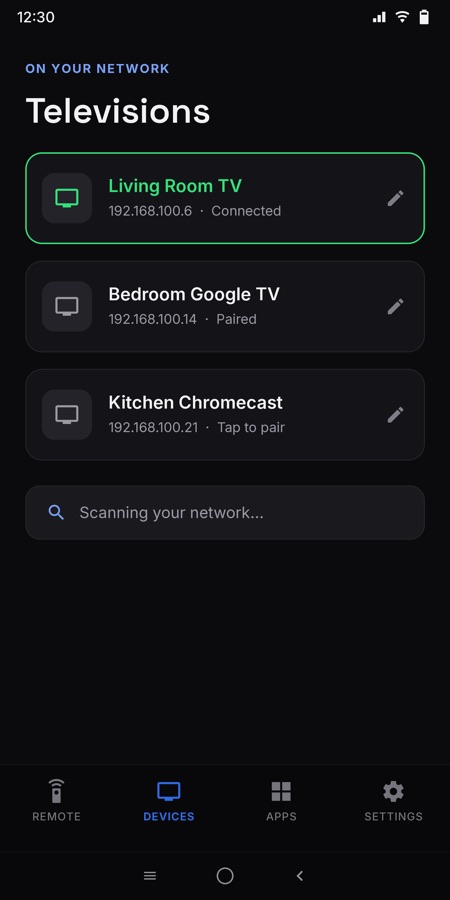 12:30
ON YOUR NETWORK
Televisions
Living Room TV
192.168.100.6 · Connected
Bedroom Google TV
192.168.100.14 · Paired
Kitchen Chromecast
192.168.100.21 · Tap to pair
Scanning your network...
REMOTE DEVICES APPS SETTINGS